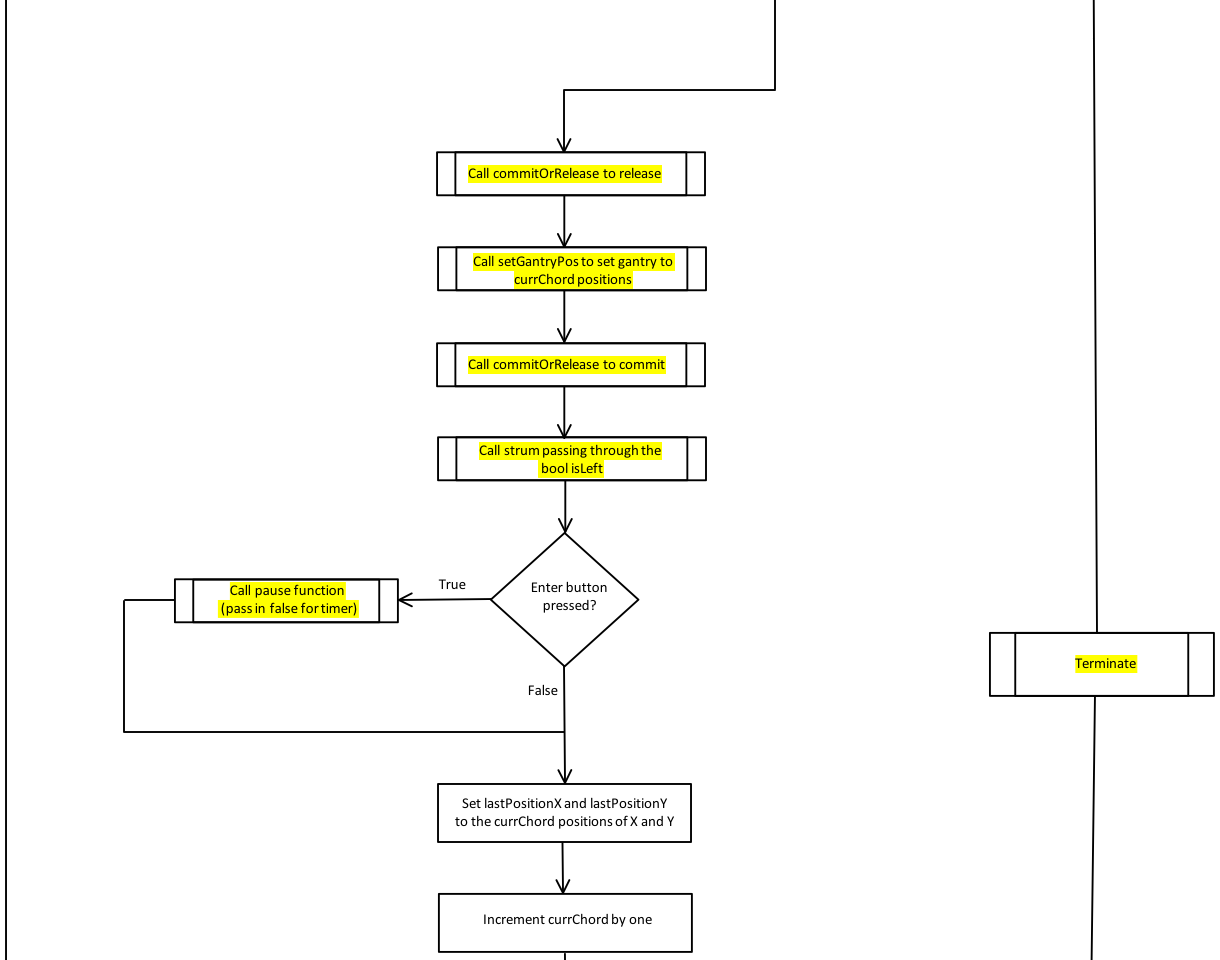 Call commitOrRelease to release
Call setGantryPos to set gantry to
currChord positions
Call commitOrRelease to commit
Call strum passing through the
bool isLeft
Enter button
pressed?
True
Call pause function
(pass in false for timer)
False
Terminate
Set lastPositionX and lastPositionY
to the currChord positions of X and Y
Increment currChord by one